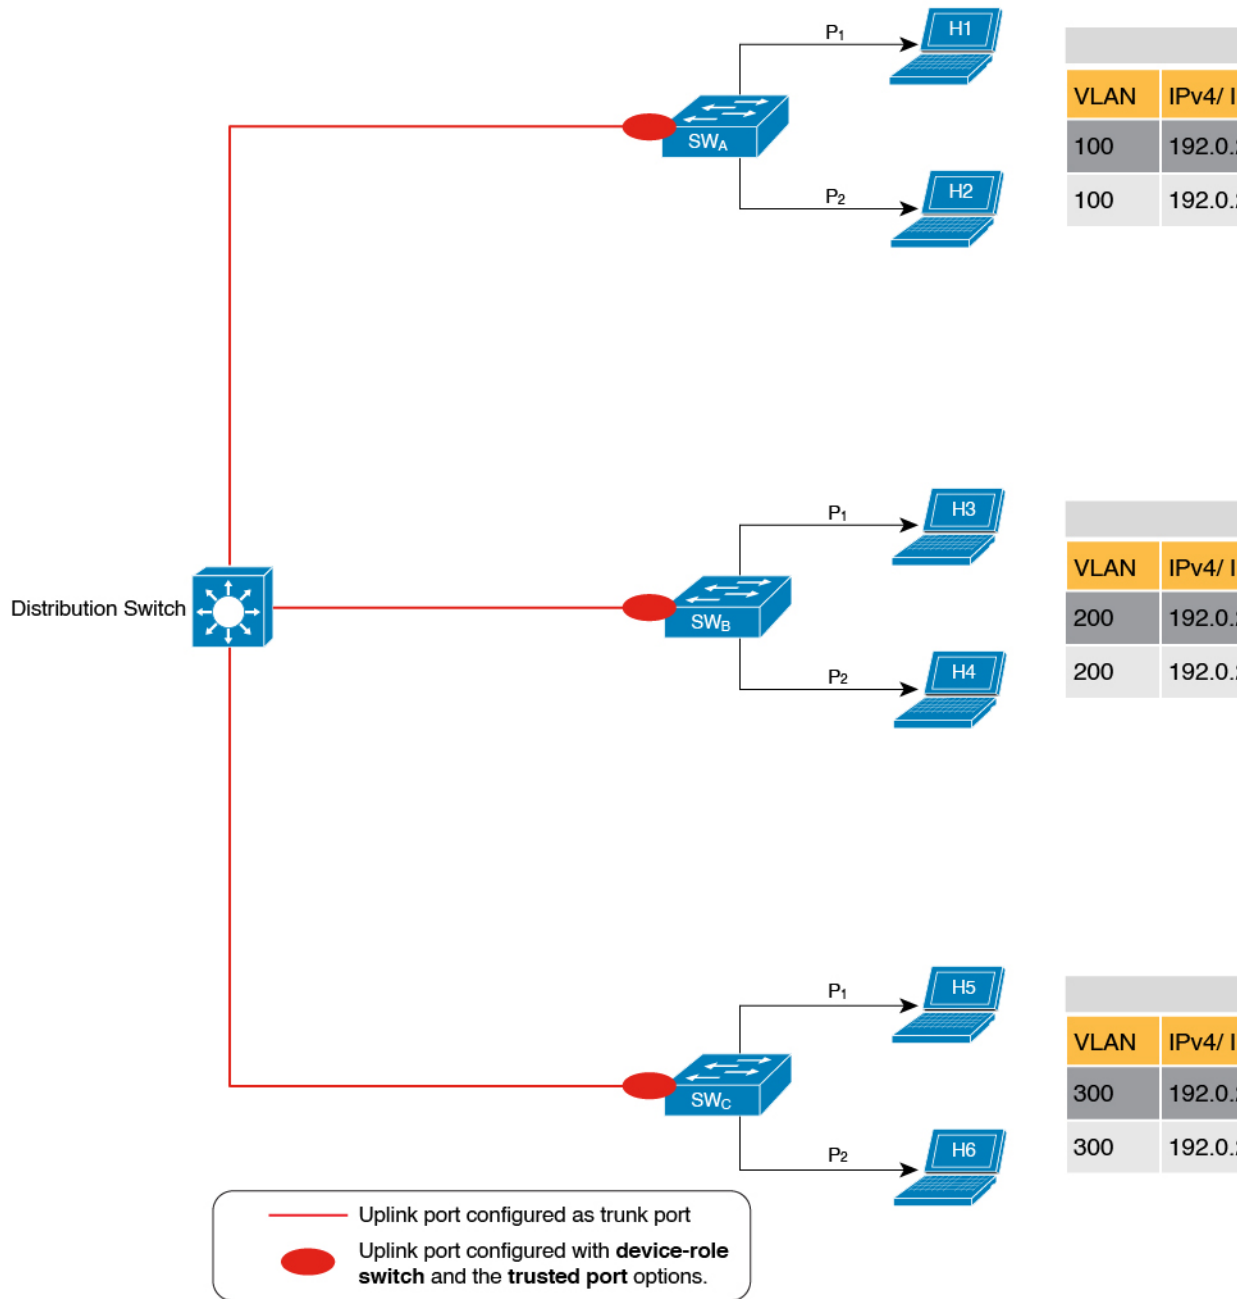 P1
H1
SWA
P2
H2
VLAN IPv4/
100 192.0.
100 192.0.
Distribution Switch
P1
H3
SWB
P2
H4
VLAN IPv4/
200 192.0.
200 192.0.
P1
H5
SWC
P2
H6
VLAN IPv4/
300 192.0.
300 192.0.
Uplink port configured as trunk port
Uplink port configured with device-role
switch and the trusted port options.